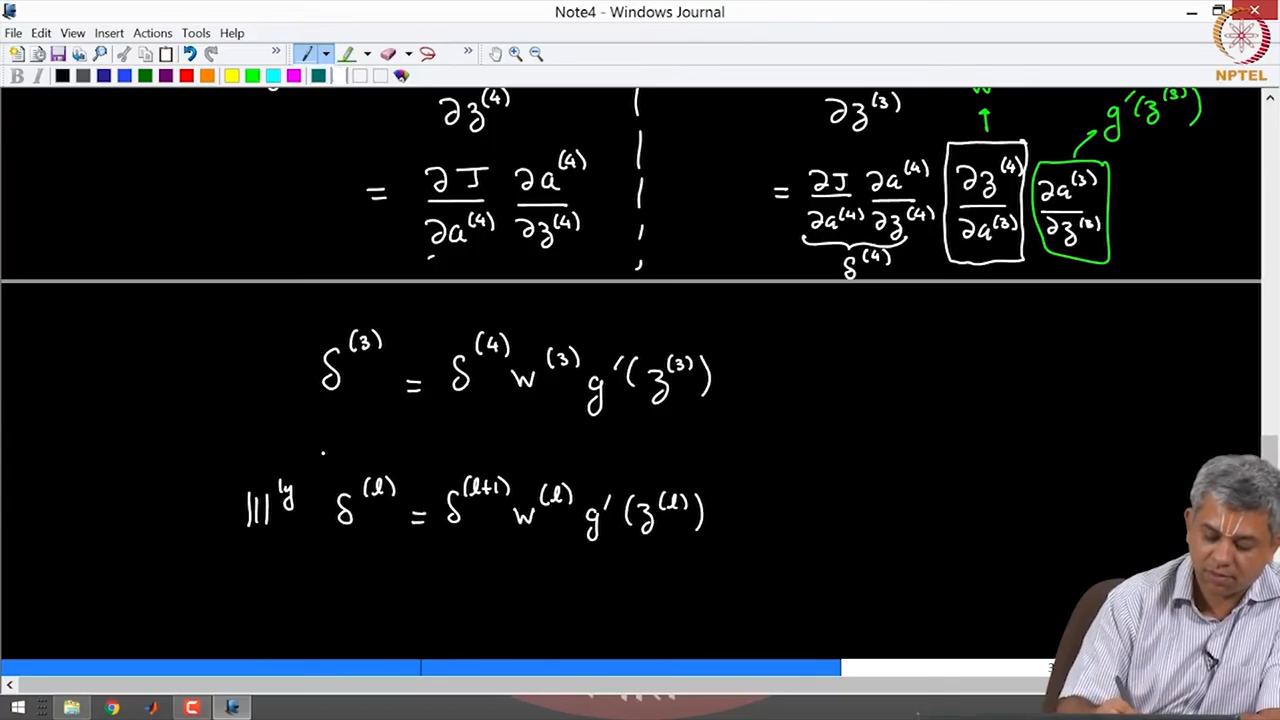 Note4 - Windows Journal
File Edit View Insert Actions Tools Help
NPTEL
∂z^(4)
∂z^(3)
g'(z^(3))
= ∂J/∂a^(4) ∂a^(4)/∂z^(4)
= ∂J/∂a^(4) ∂a^(4)/∂z^(4) ∂z^(4)/∂a^(3) ∂a^(3)/∂z^(3)
δ^(4)
δ^(3) = δ^(4) w^(3) g'(z^(3))
|||ly δ^(l) = δ^(l+1) w^(l) g'(z^(l))